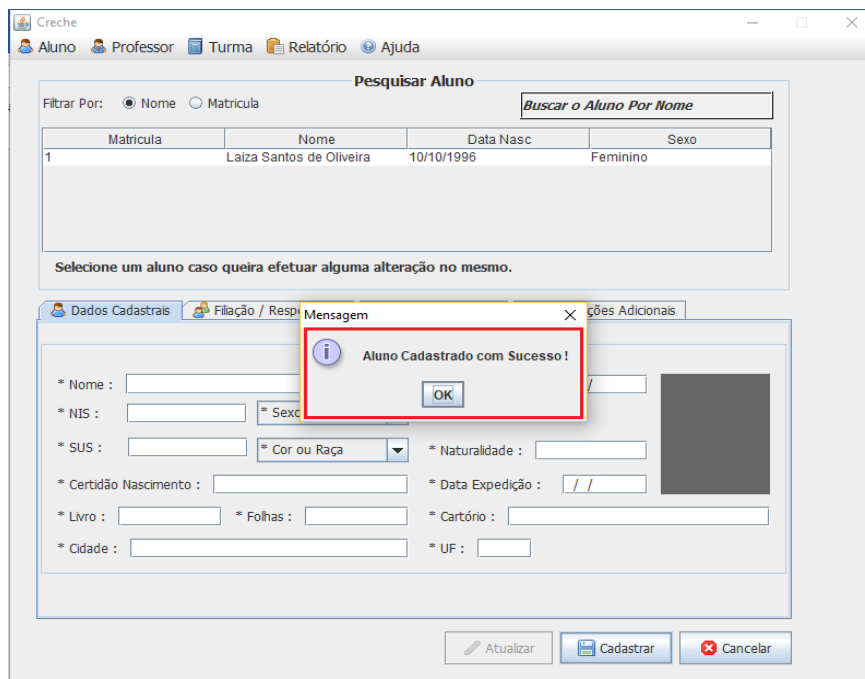 Creche
Aluno Professor Turma Relatório Ajuda
Pesquisar Aluno
Filtrar Por: Nome Matricula Buscar o Aluno Por Nome
Matricula Nome Data Nasc Sexo
1 Laiza Santos de Oliveira 10/10/1996 Feminino
Selecione um aluno caso queira efetuar alguma alteração no mesmo.
Dados Cadastrais Filiação / ções Adicionais
Mensagem
Aluno Cadastrado com Sucesso !
OK
* Nome : /
* NIS :
* SUS : * Cor ou Raça * Naturalidade :
* Certidão Nascimento : * Data Expedição : / /
* Livro : * Folhas : * Cartório :
* Cidade : * UF :
Atualizar Cadastrar Cancelar